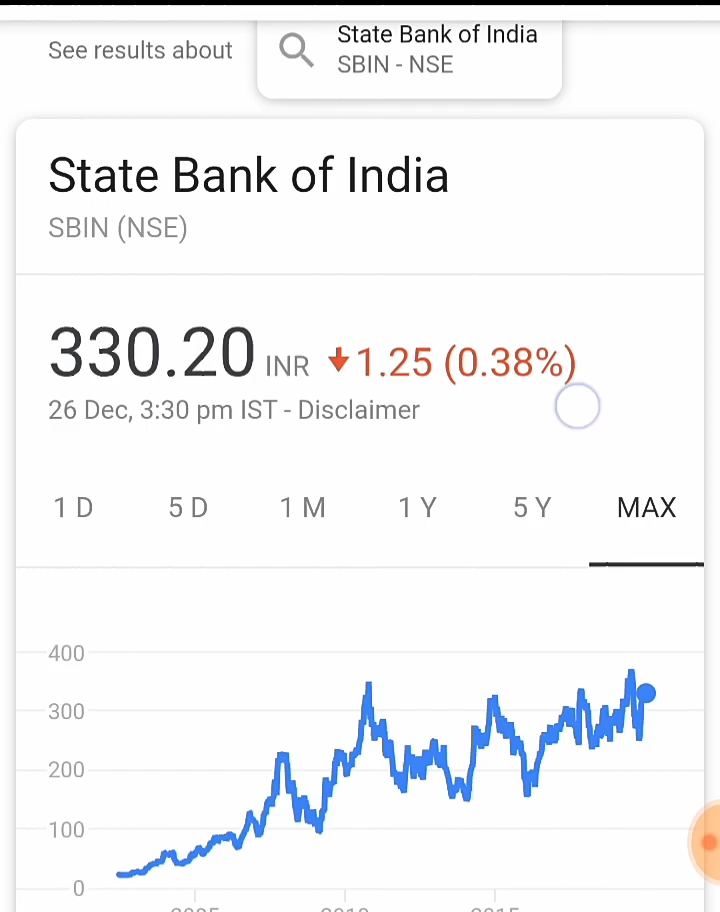 See results about
State Bank of India
SBIN - NSE
State Bank of India
SBIN (NSE)
330.20 INR 1.25 (0.38%)
26 Dec, 3:30 pm IST - Disclaimer
1 D 5 D 1 M 1 Y 5 Y MAX
400
300
200
100
0